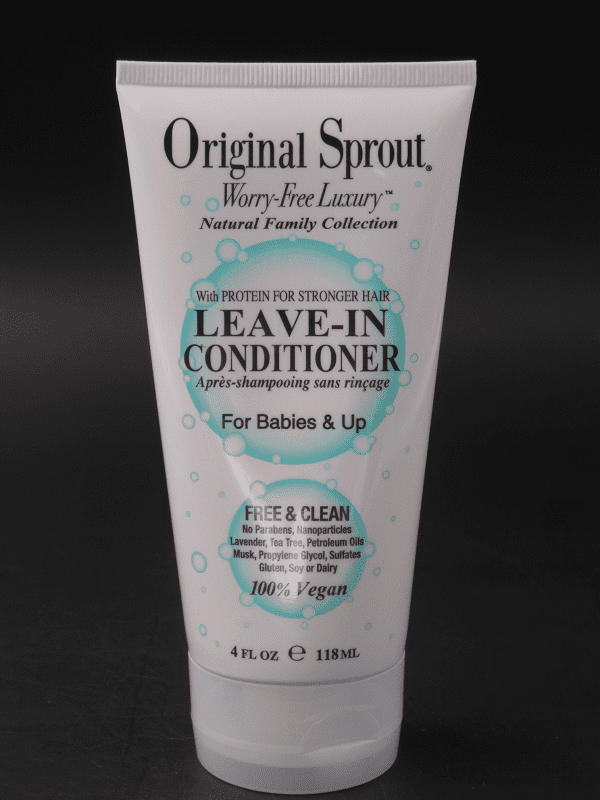 Original Sprout®
Worry-Free Luxury™
Natural Family Collection
With PROTEIN FOR STRONGER HAIR
LEAVE-IN
CONDITIONER
Après-shampooing sans rinçage
For Babies & Up
FREE & CLEAN
No Parabens, Nanoparticles
Lavender, Tea Tree, Petroleum Oils
Musk, Propylene Glycol, Sulfates
Gluten, Soy or Dairy
100% Vegan
4 FL OZ ℮ 118ML